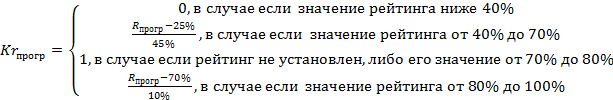 0, в случае если значение рейтинга ниже 40%
Kr_прогр = { (R_прогр−25%)/45%, в случае если значение рейтинга от 40% до 70%
1, в случае если рейтинг не установлен, либо его значение от 70% до 80%
(R_прогр−70%)/10%, в случае если значение рейтинга от 80% до 100%